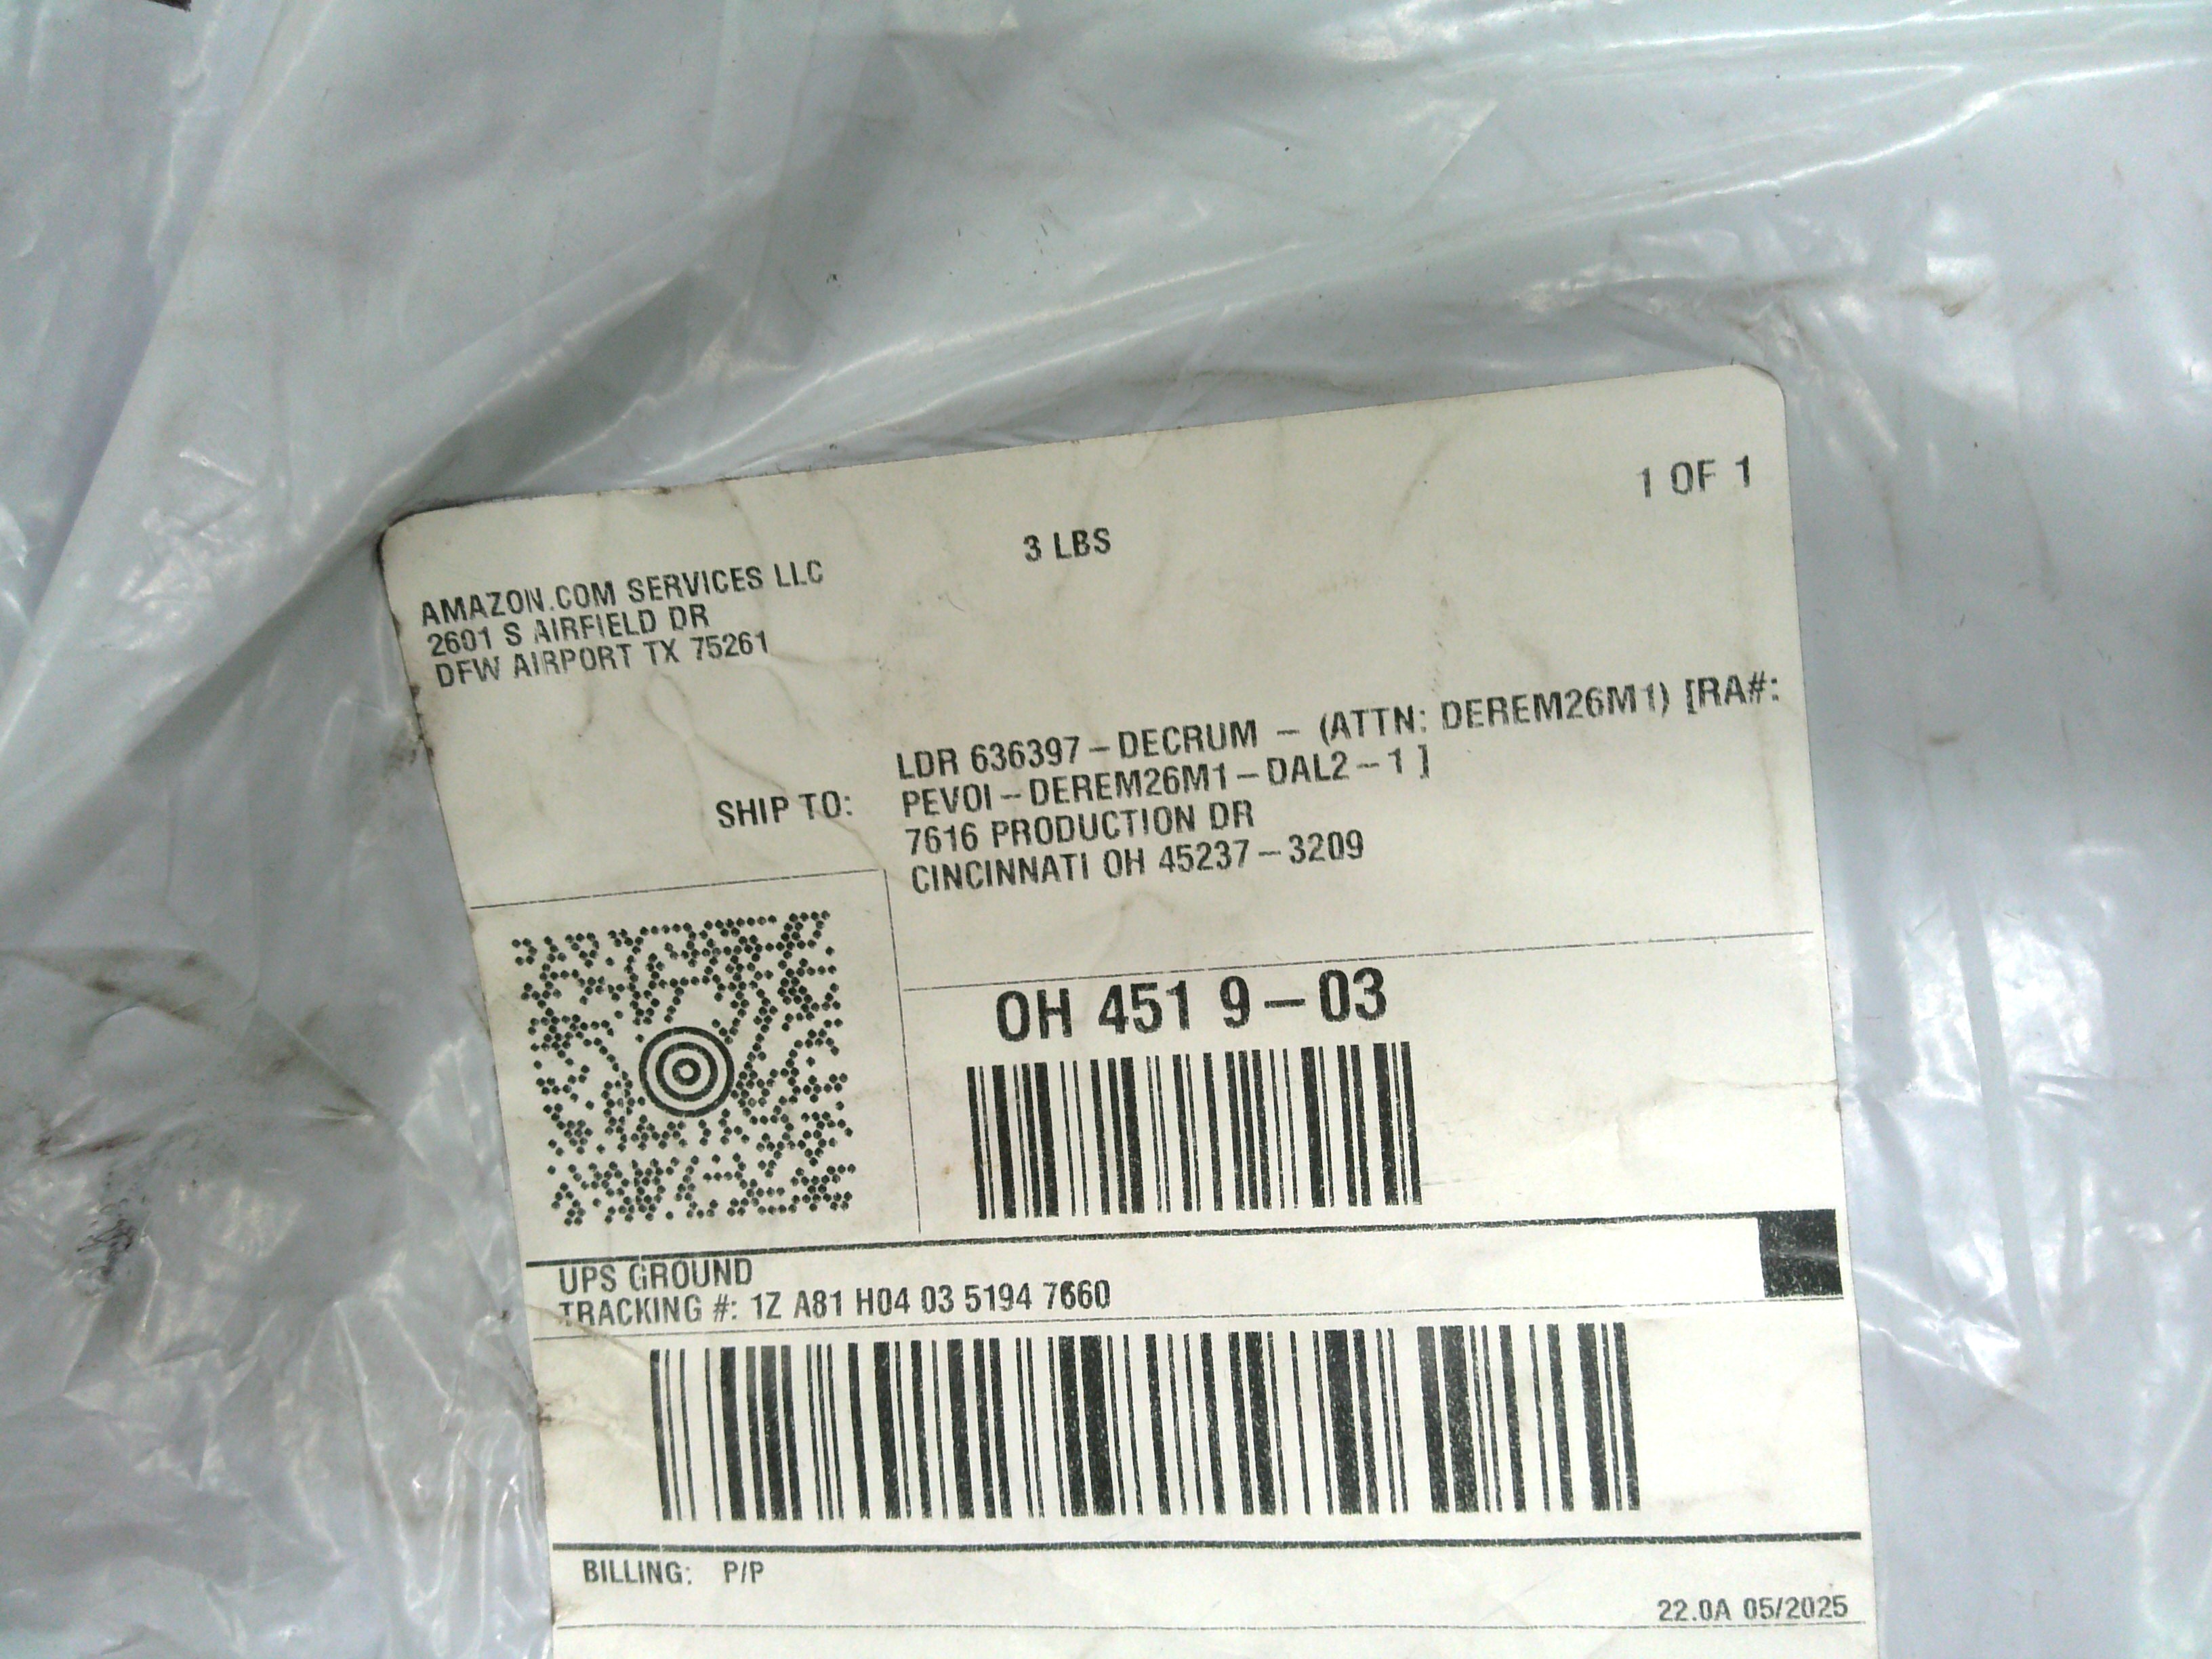 1 OF 1
3 LBS
AMAZON.COM SERVICES LLC
2601 S AIRFIELD DR
DFW AIRPORT TX 75261
SHIP TO:
LDR 636397-DECRUM - (ATTN: DEREM26M1) [RA#:
PEVOI-DEREM26M1-DAL2-1 ]
7616 PRODUCTION DR
CINCINNATI OH 45237-3209
OH 451 9-03
UPS GROUND
TRACKING #: 1Z A81 H04 03 5194 7660
BILLING: P/P
22.0A 05/2025